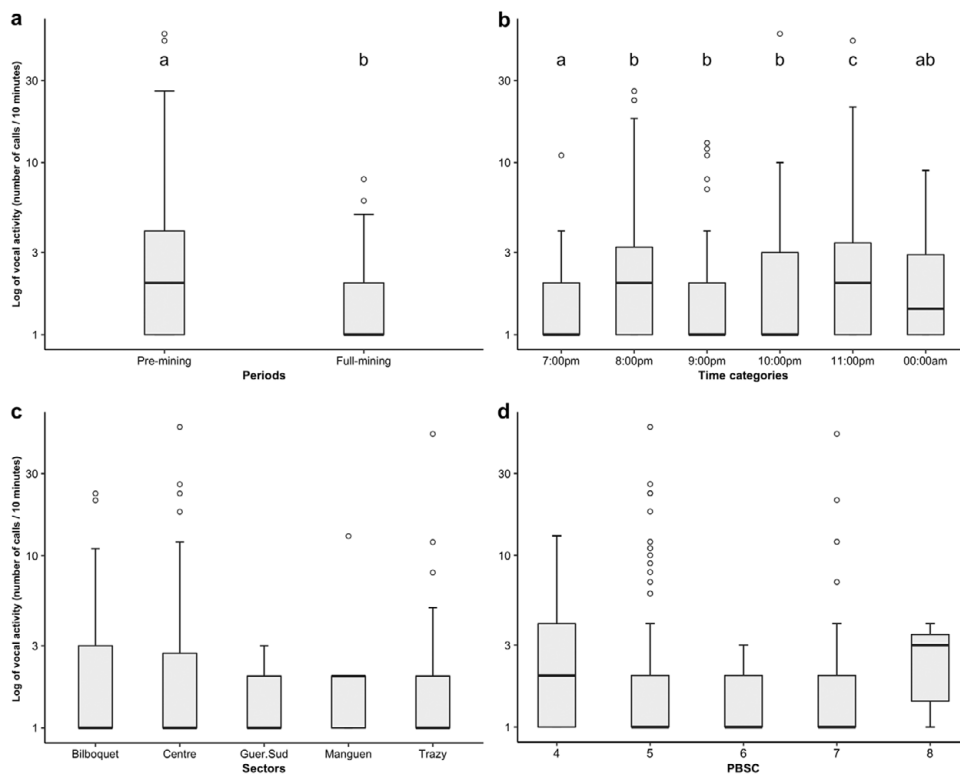 a
Log of vocal activity (number of calls / 10 minutes)
30
10
3
1
a b
Pre-mining Full-mining
Periods
b
30
10
3
1
a b b b c ab
7:00pm 8:00pm 9:00pm 10:00pm 11:00pm 00:00am
Time categories
c
Log of vocal activity (number of calls / 10 minutes)
30
10
3
1
Bilboquet Centre Guer.Sud Manguen Trazy
Sectors
d
30
10
3
1
4 5 6 7 8
PBSC